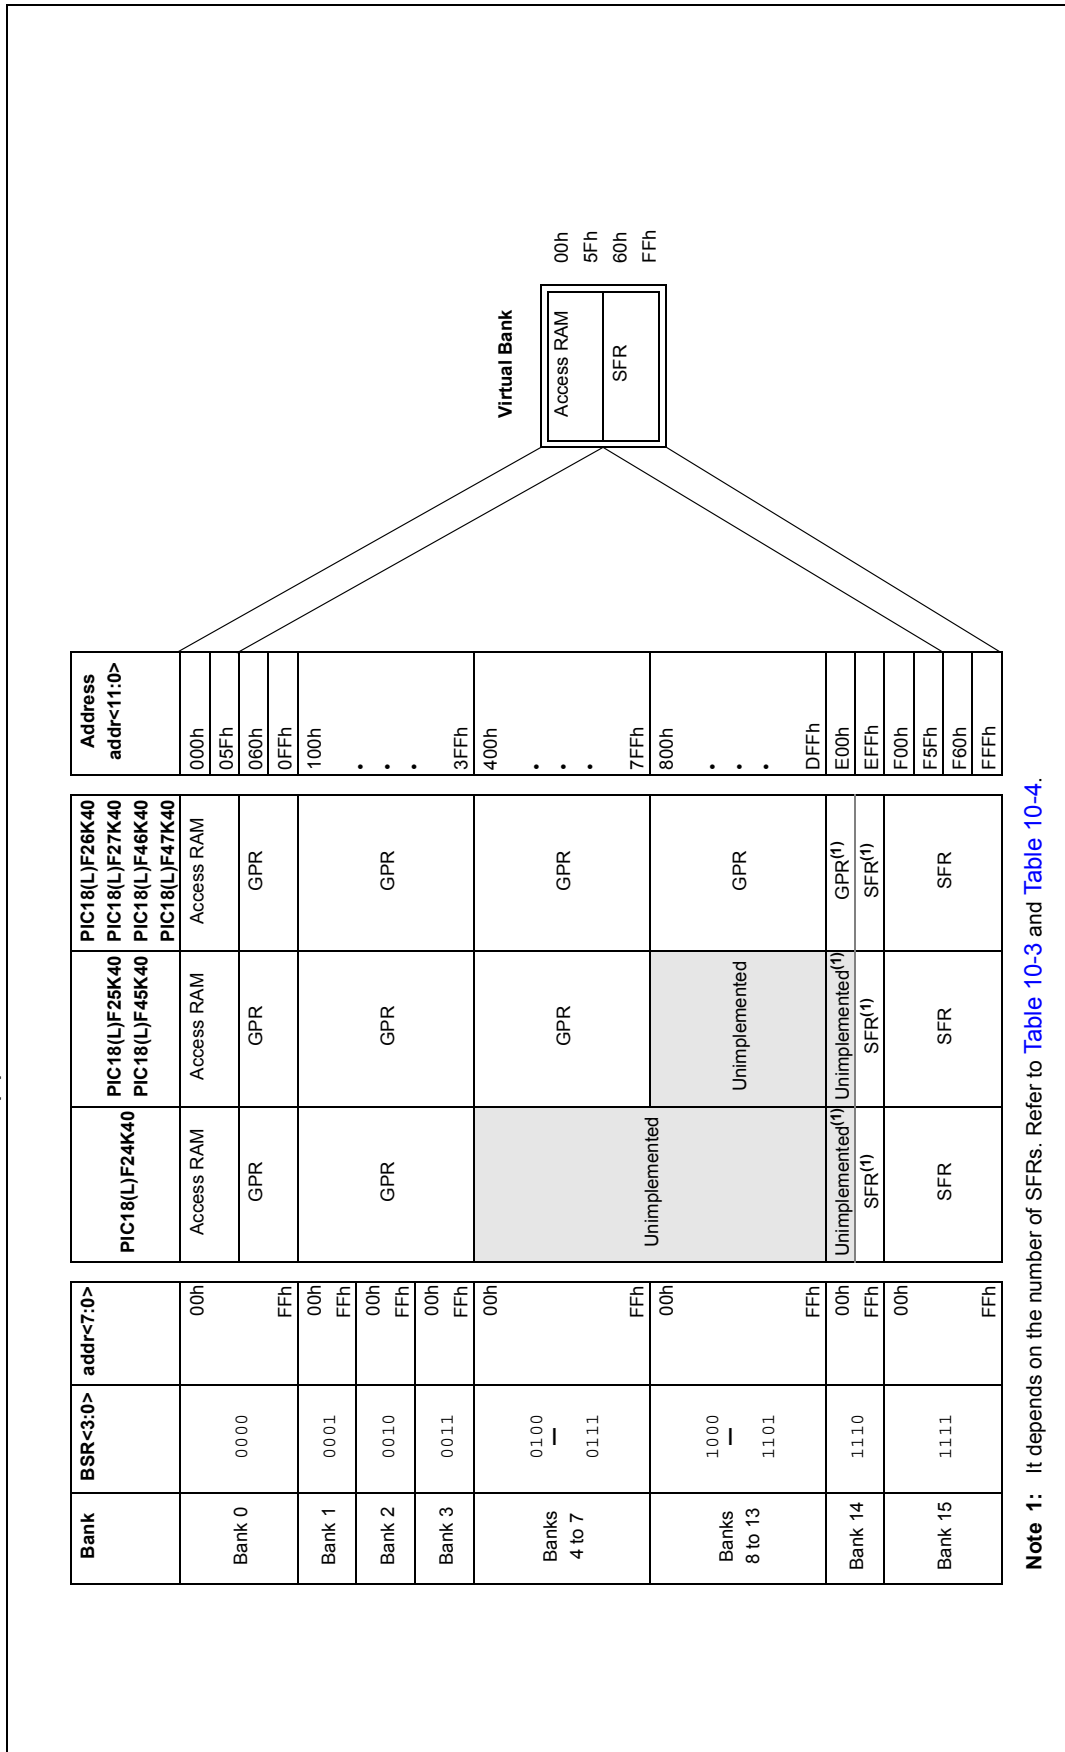 Bank BSR<3:0> addr<7:0> PIC18(L)F24K40 PIC18(L)F25K40 PIC18(L)F26K40 Address
PIC18(L)F45K40 PIC18(L)F27K40 addr<11:0>
PIC18(L)F46K40
PIC18(L)F47K40
Bank 0 0000 00h Access RAM Access RAM Access RAM 000h
05Fh
GPR GPR GPR 060h
FFh 0FFh
Bank 1 0001 00h 100h
FFh
Bank 2 0010 00h GPR GPR GPR •
FFh •
Bank 3 0011 00h •
FFh 3FFh
Banks 0100 00h Unimplemented GPR GPR 400h
4 to 7 — •
0111 •
•
FFh 7FFh
Banks 1000 00h Unimplemented GPR 800h
8 to 13 — •
1101 •
•
FFh DFFh
Bank 14 1110 00h Unimplemented(1) Unimplemented(1) GPR(1) E00h
FFh SFR(1) SFR(1) SFR(1) EFFh
Bank 15 1111 00h SFR SFR SFR F00h
F5Fh
F60h
FFh FFFh
Virtual Bank
Access RAM 00h
5Fh
SFR 60h
FFh
Note 1: It depends on the number of SFRs. Refer to Table 10-3 and Table 10-4.